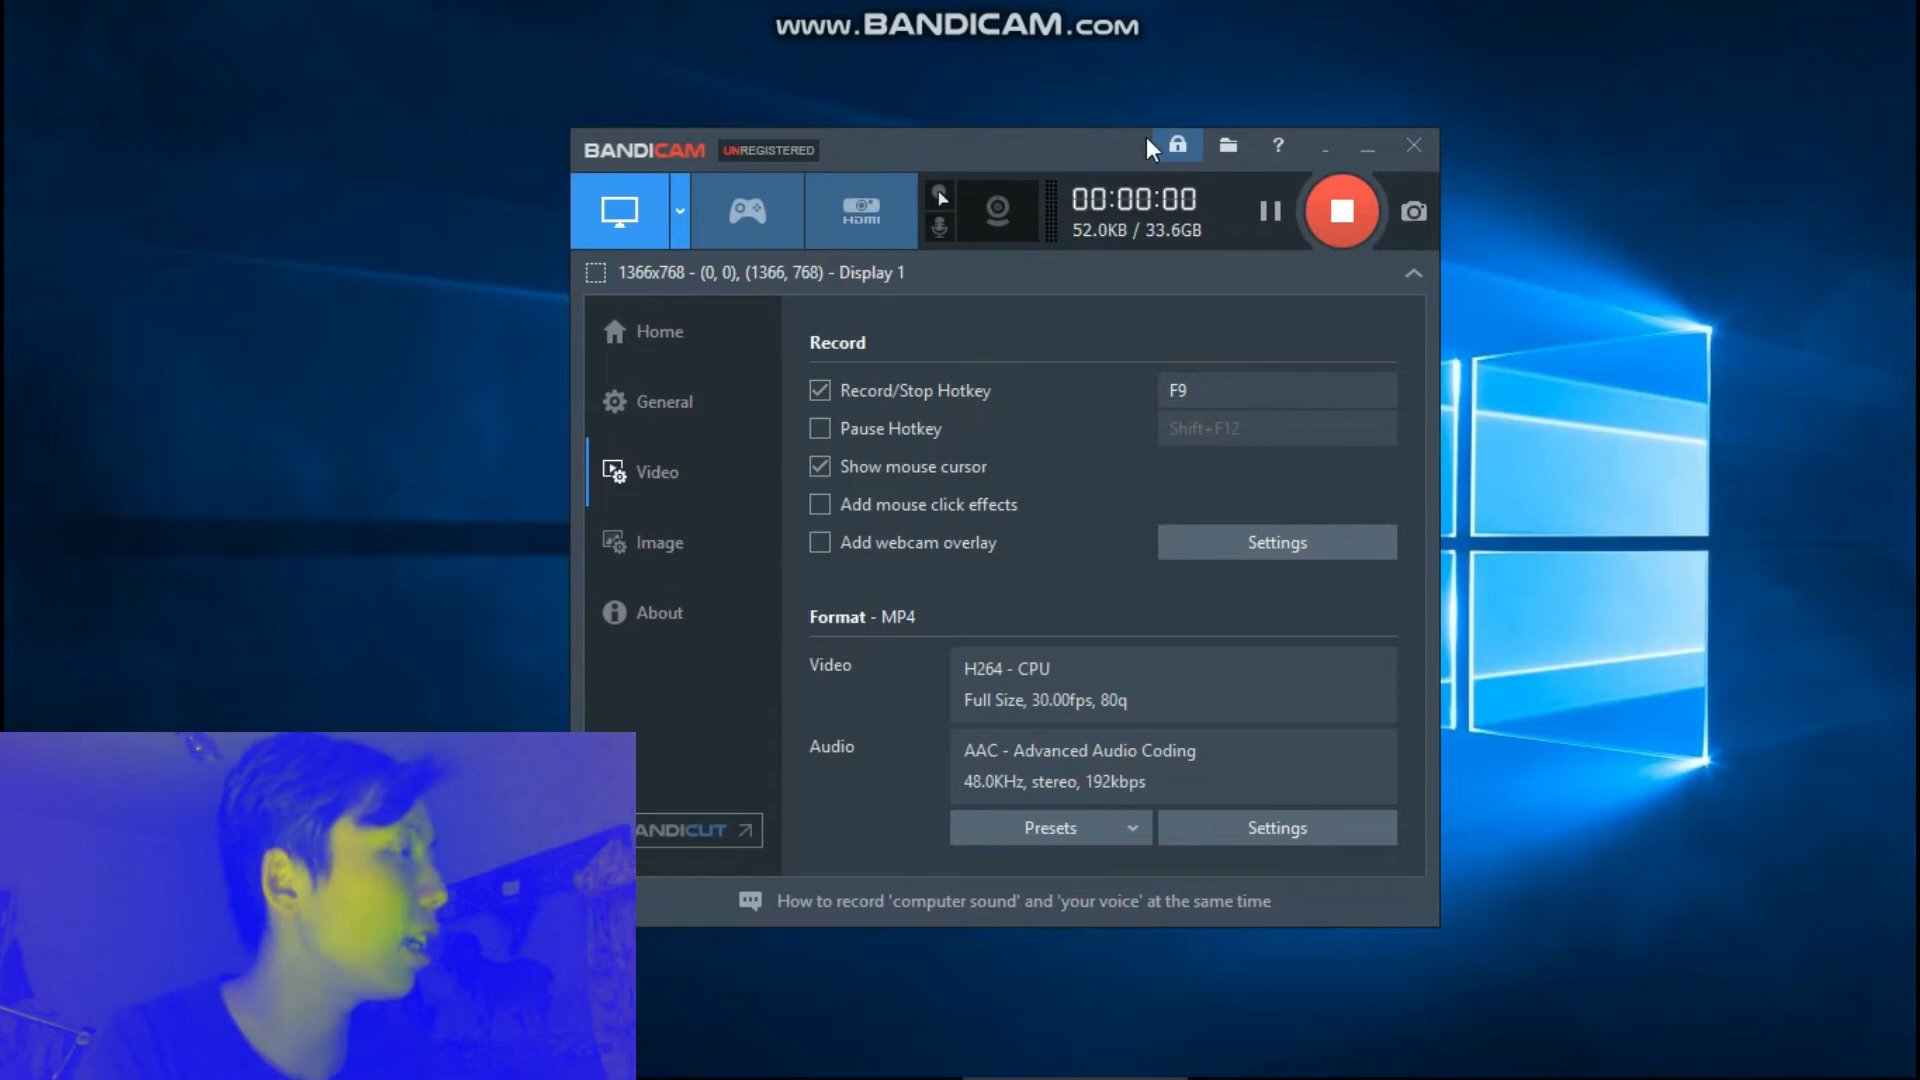 www.BANDICAM.com
BANDICAM UNREGISTERED ?
HDMI 00:00:00
52.0KB / 33.6GB
1366x768 - (0, 0), (1366, 768) - Display 1
Home
General
Video
Image
About
Record
Record/Stop Hotkey F9
Pause Hotkey Shift+F12
Show mouse cursor
Add mouse click effects
Add webcam overlay Settings
Format - MP4
Video H264 - CPU
Full Size, 30.00fps, 80q
Audio AAC - Advanced Audio Coding
48.0KHz, stereo, 192kbps
ANDICUT Presets Settings
How to record 'computer sound' and 'your voice' at the same time